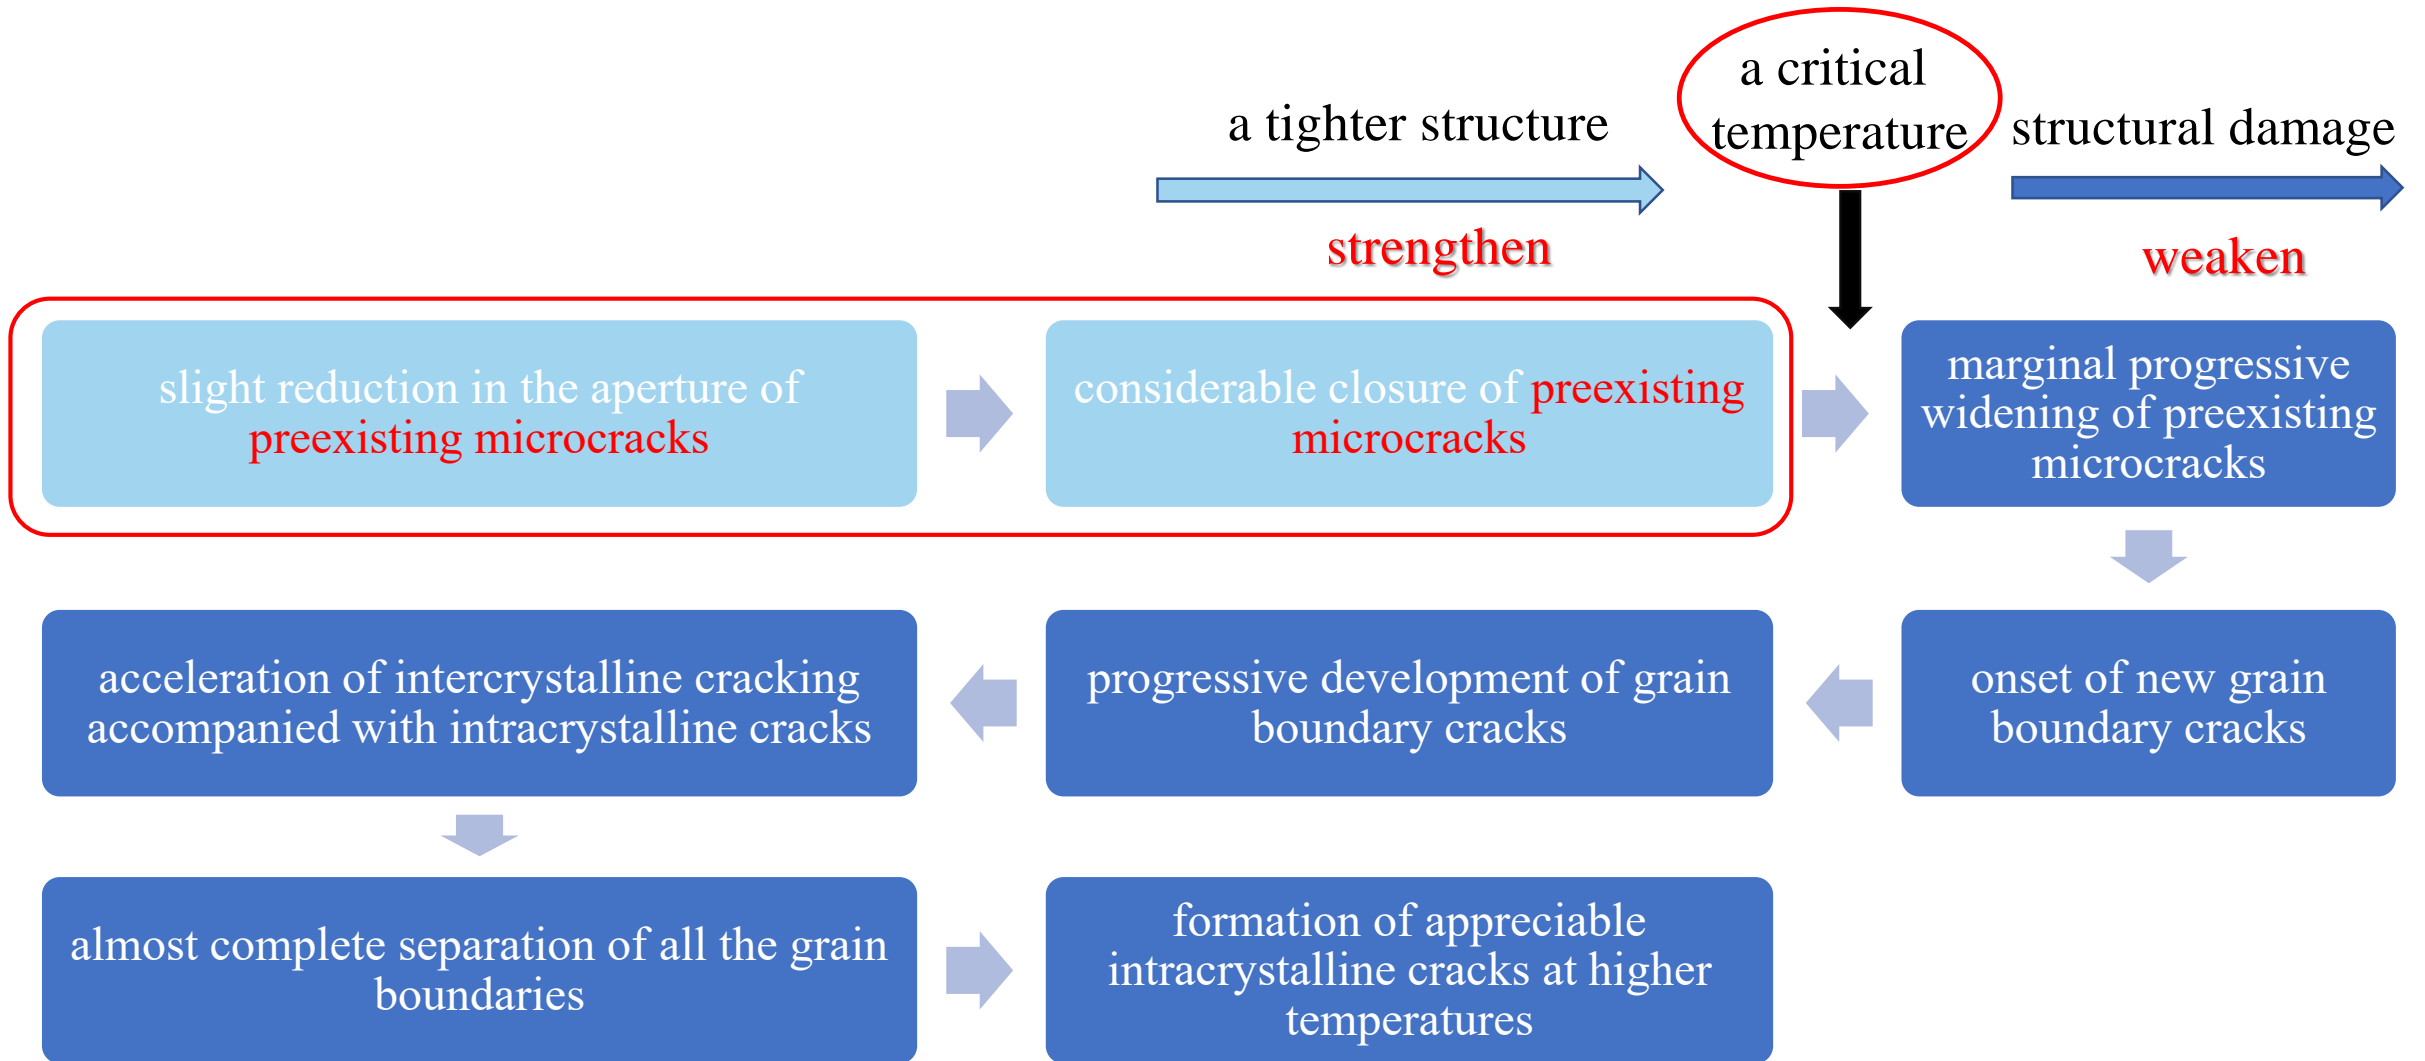 a critical
temperature
a tighter structure
structural damage
strengthen
weaken
slight reduction in the aperture of
preexisting microcracks
considerable closure of preexisting
microcracks
marginal progressive
widening of preexisting
microcracks
onset of new grain
boundary cracks
progressive development of grain
boundary cracks
acceleration of intercrystalline cracking
accompanied with intracrystalline cracks
almost complete separation of all the grain
boundaries
formation of appreciable
intracrystalline cracks at higher
temperatures